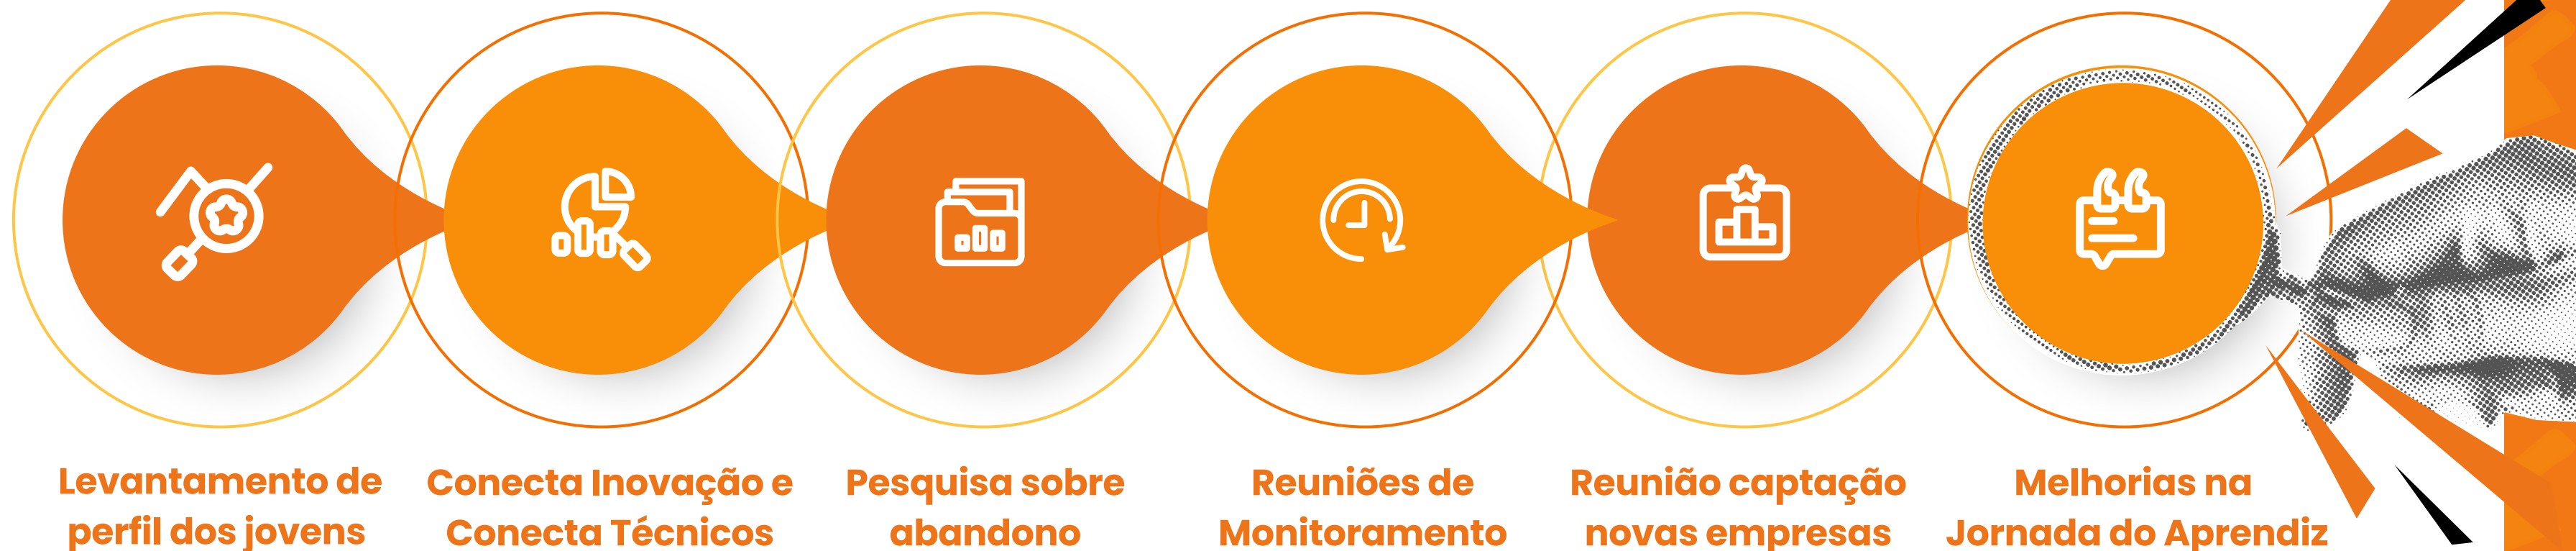 Levantamento de
perfil dos jovens
Conecta Inovação e
Conecta Técnicos
Pesquisa sobre
abandono
Reuniões de
Monitoramento
Reunião captação
novas empresas
Melhorias na
Jornada do Aprendiz